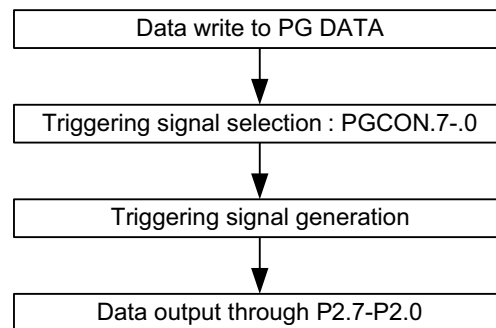 Data write to PG DATA
Triggering signal selection : PGCON.7-.0
Triggering signal generation
Data output through P2.7-P2.0